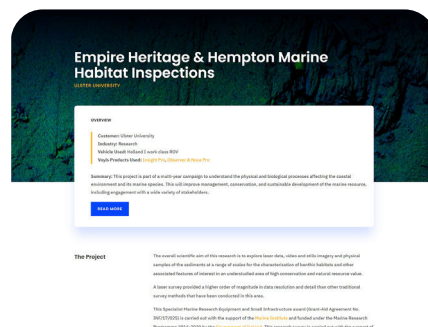 Empire Heritage & Hempton Marine
Habitat Inspections
ULSTER UNIVERSITY
OVERVIEW
Customer: Ulster University
Industry: Research
Vehicle Used: Holland I work class ROV
Voyis Products Used: Insight Pro, Observer & Nova Pro
Summary: This project is part of a multi-year campaign to understand the physical and biological processes affecting the coastal
environment and its marine species. This will improve management, conservation, and sustainable development of the marine resource,
including engagement with a wide variety of stakeholders.
READ MORE
The Project
The overall scientific aim of this research is to explore laser data, video and stills imagery and physical
samples of the sediments at a range of scales for the characterisation of benthic habitats and other
associated features of interest in an understudied area of high conservation and natural resource value.
A laser survey provided a higher order of magnitude in data resolution and detail than other traditional
survey methods that have been conducted in this area.
This Specialist Marine Research Equipment and Small Infrastructure award (Grant-Aid Agreement No.
is carried out with the support of the Marine Institute and funded under the Marine Research